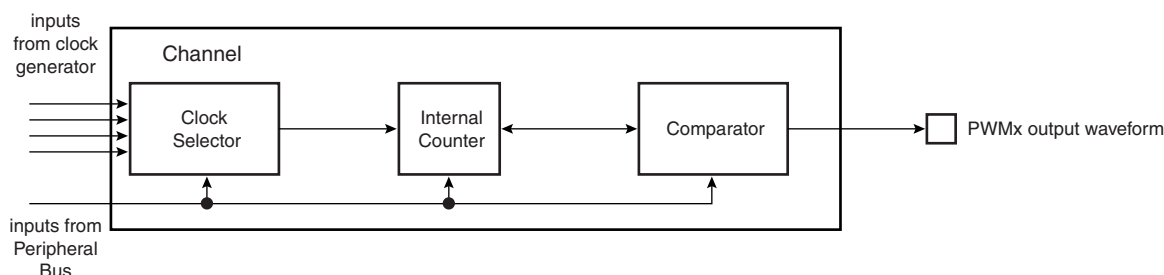 inputs
from clock
generator
Channel
Clock
Selector
Internal
Counter
Comparator
PWMx output waveform
inputs from
Peripheral
Bus